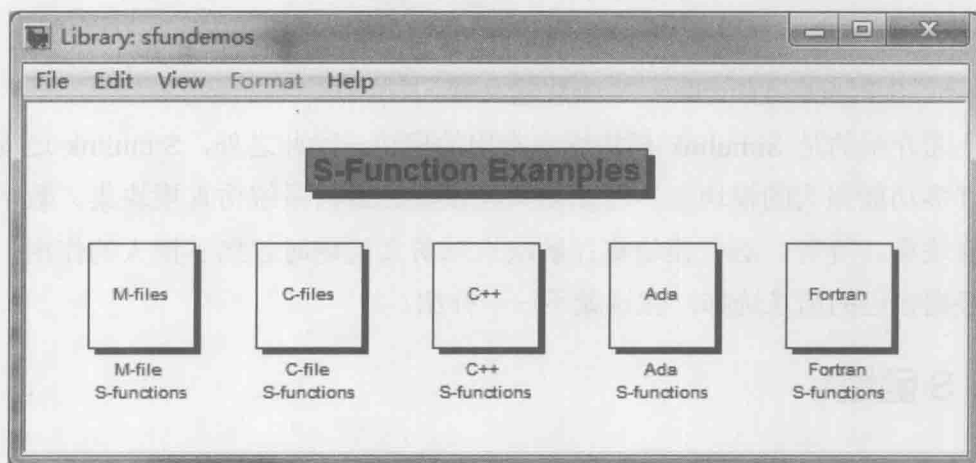 Library: sfundemos
File Edit View Format Help
S-Function Examples
M-files C-files C++ Ada Fortran
M-file C-file C++ Ada Fortran
S-functions S-functions S-functions S-functions S-functions